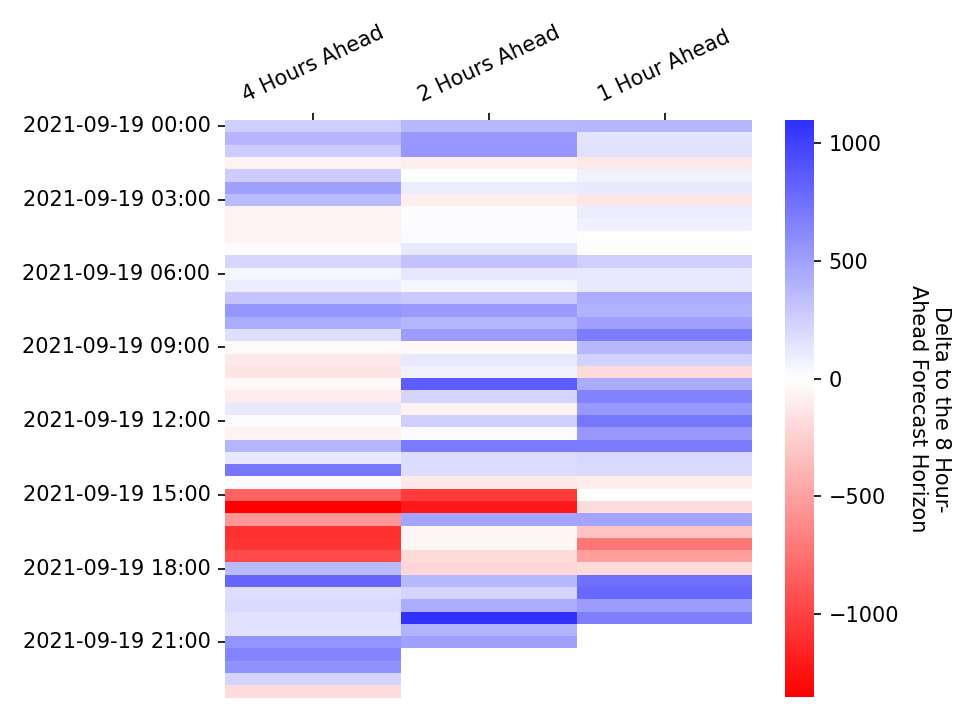 4 Hours Ahead
2 Hours Ahead
1 Hour Ahead
2021-09-19 00:00
2021-09-19 03:00
2021-09-19 06:00
2021-09-19 09:00
2021-09-19 12:00
2021-09-19 15:00
2021-09-19 18:00
2021-09-19 21:00
1000
500
0
−500
−1000
Delta to the 8 Hour-
Ahead Forecast Horizon